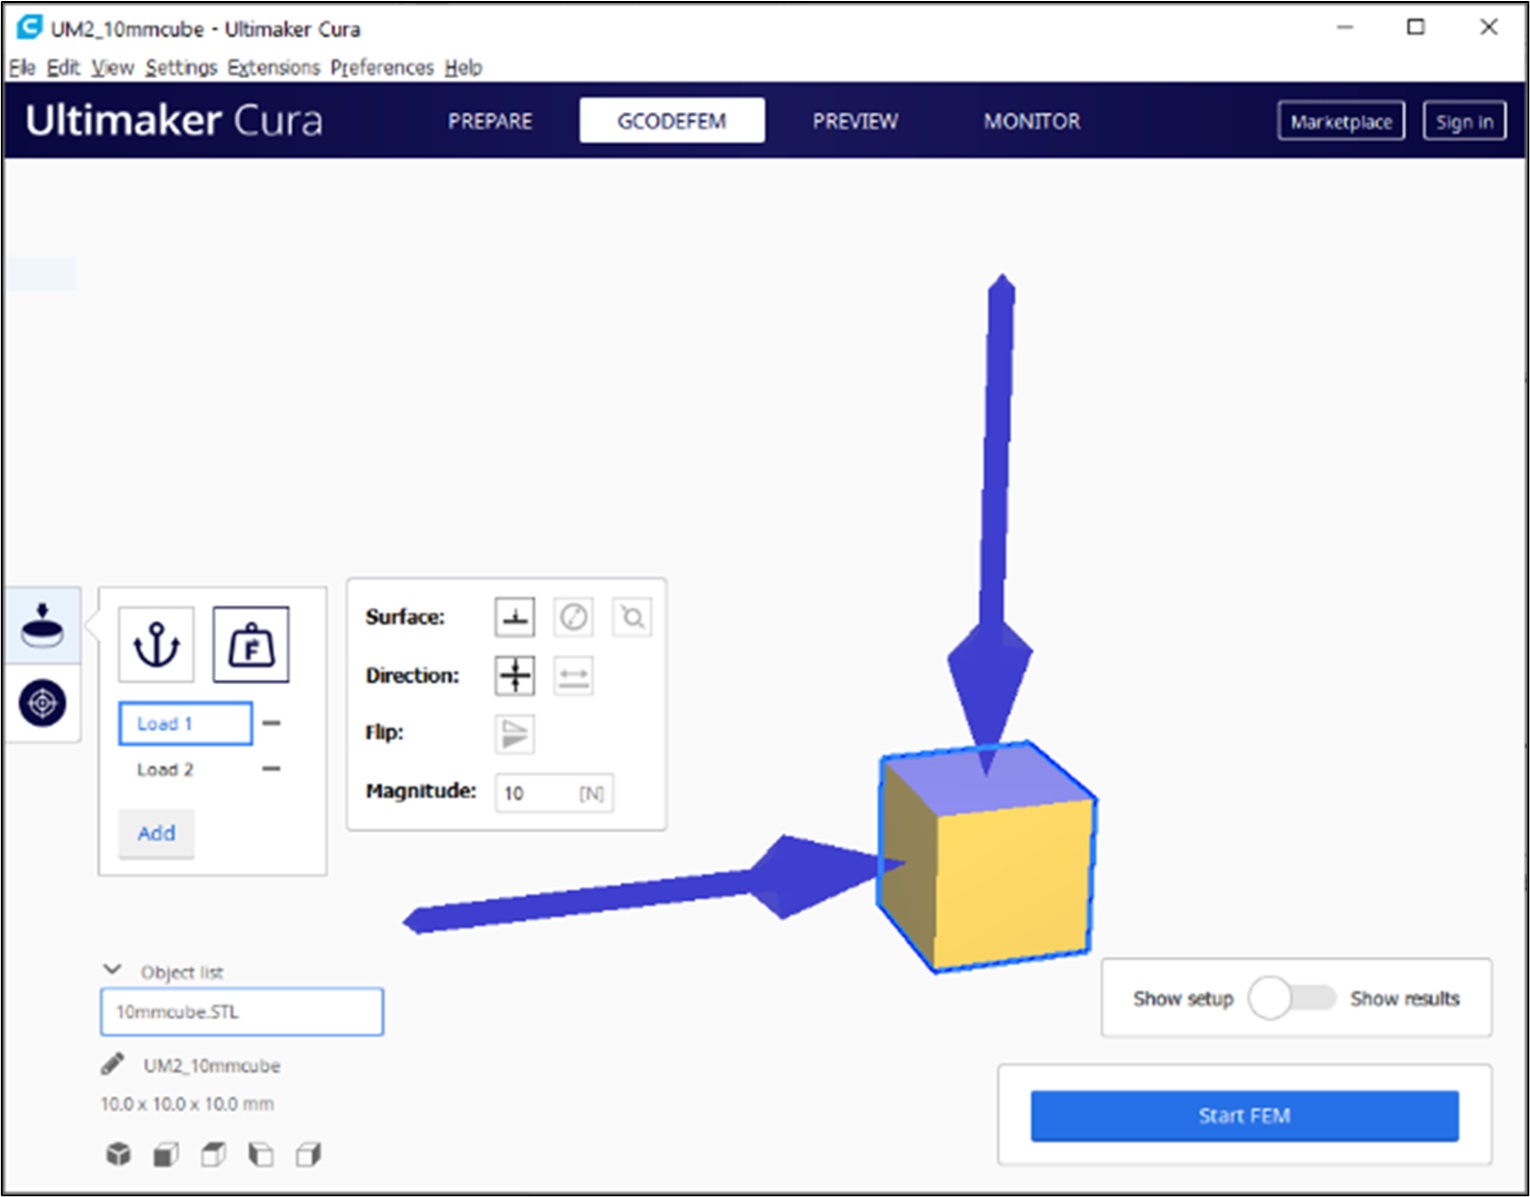 UM2_10mmcube - Ultimaker Cura
File Edit View Settings Extensions Preferences Help
Ultimaker Cura PREPARE GCODEFEM PREVIEW MONITOR Marketplace Sign in
Surface:
Direction:
F
Load 1
Flip:
Load 2
Magnitude: 10 [N]
Add
Object list
10mmcube.STL
Show setup Show results
UM2_10mmcube
10.0 x 10.0 x 10.0 mm
Start FEM